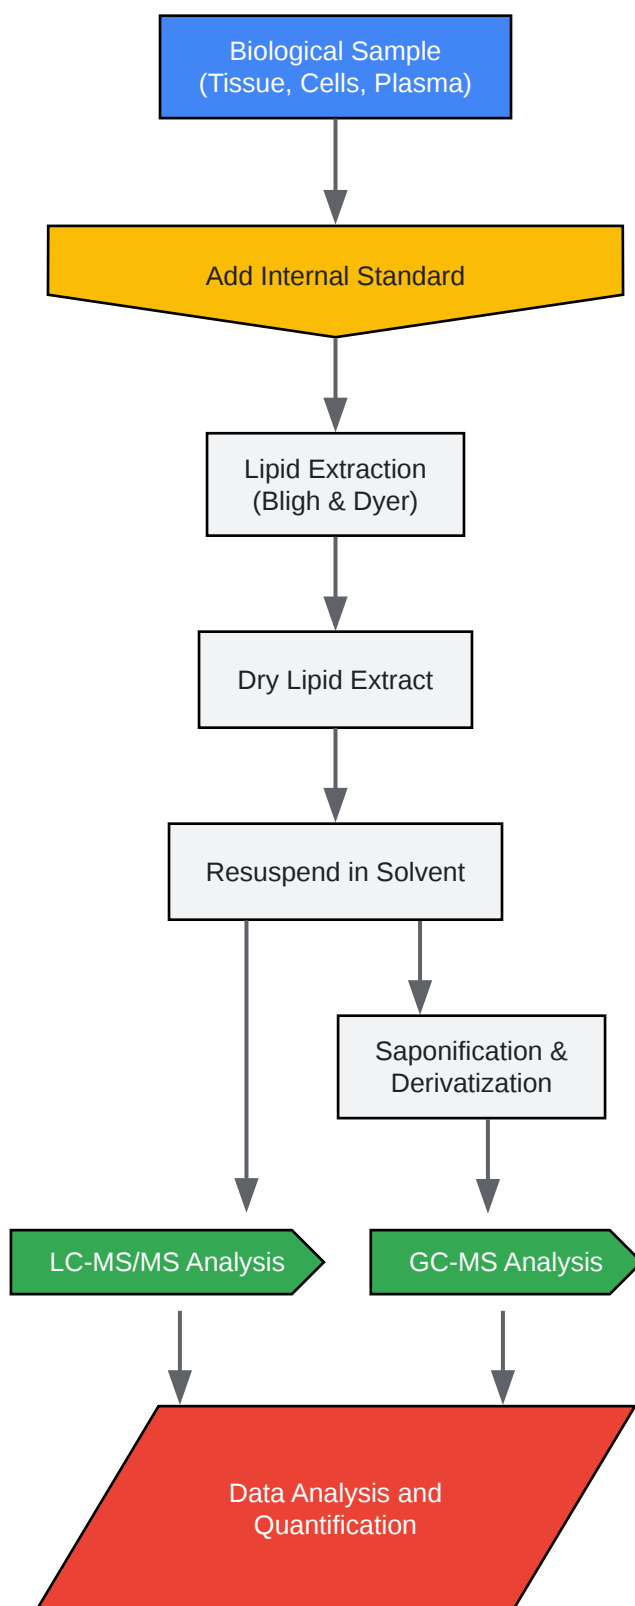 Biological Sample
(Tissue, Cells, Plasma)
Add Internal Standard
Lipid Extraction
(Bligh & Dyer)
Dry Lipid Extract
Resuspend in Solvent
Saponification &
Derivatization
LC-MS/MS Analysis
GC-MS Analysis
Data Analysis and
Quantification